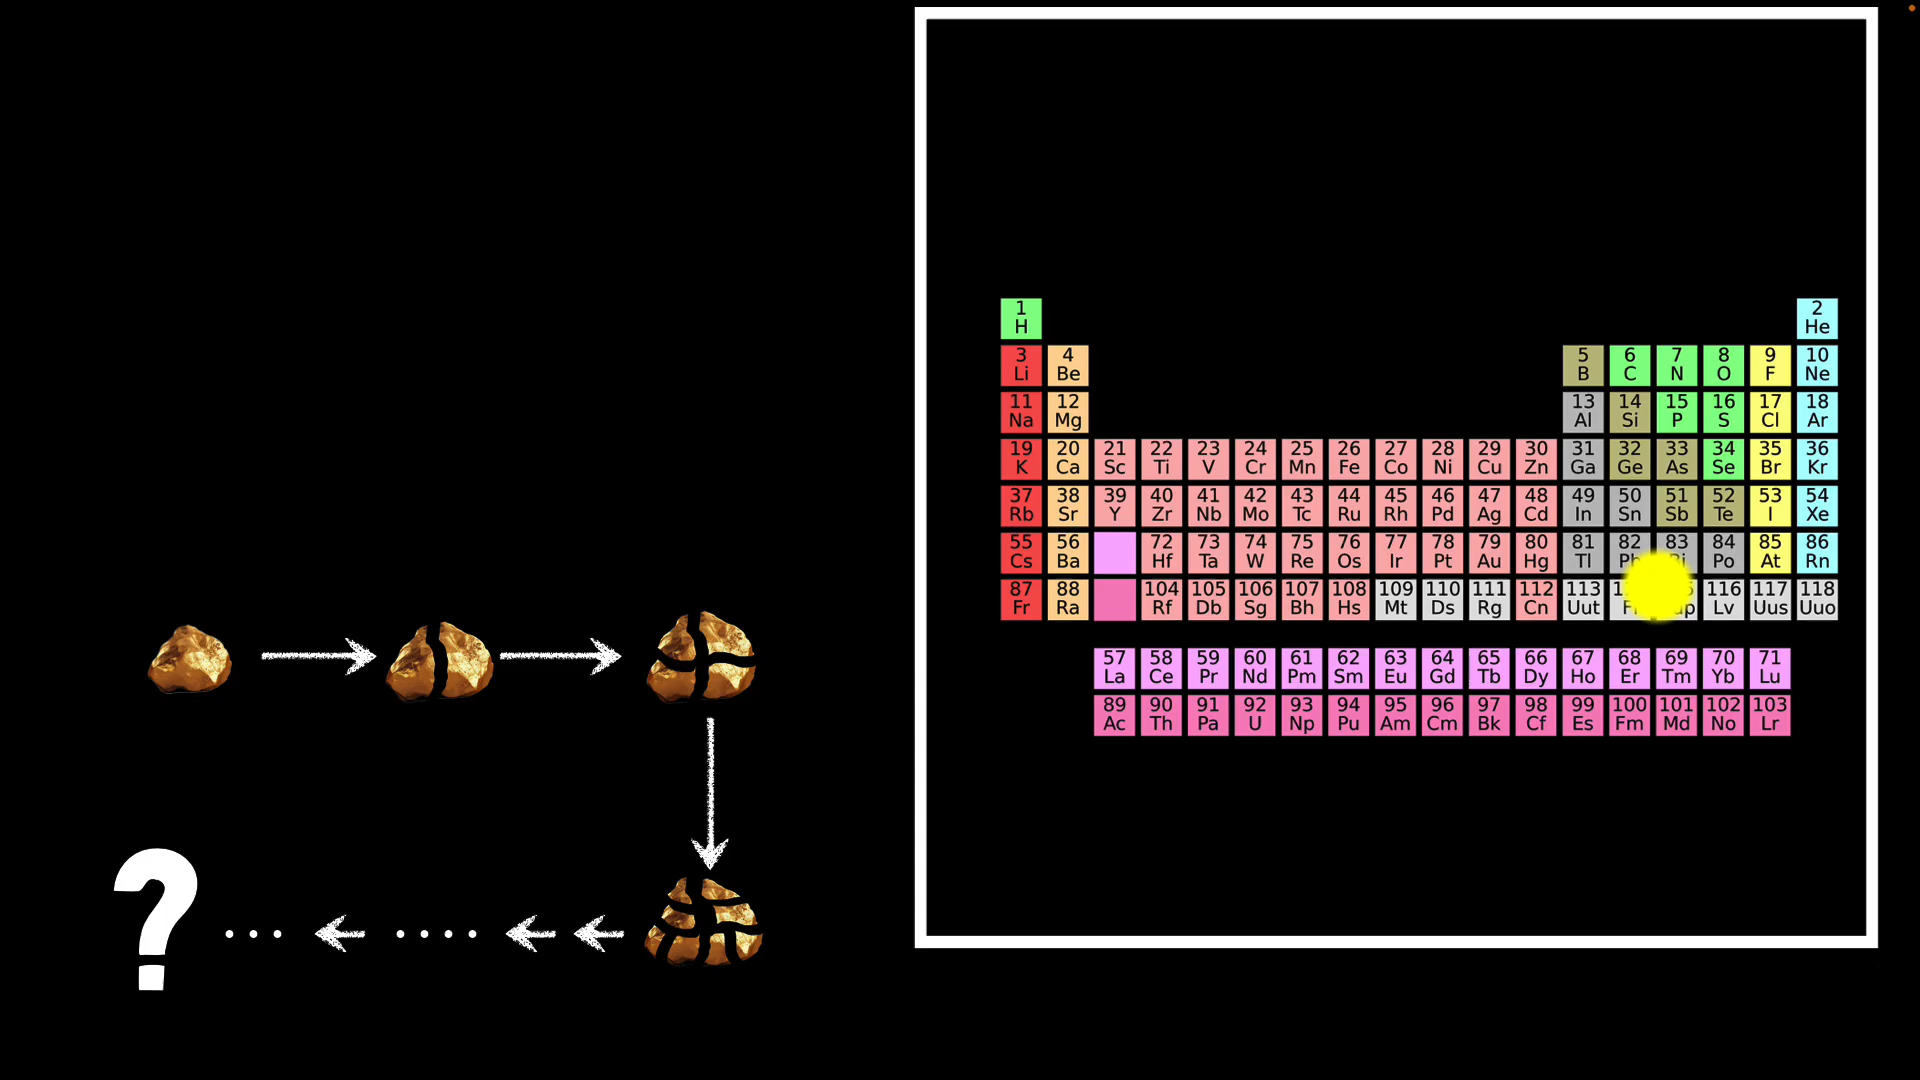 1 2
H He
3 4 5 6 7 8 9 10
Li Be B C N O F Ne
11 12 13 14 15 16 17 18
Na Mg Al Si P S Cl Ar
19 20 21 22 23 24 25 26 27 28 29 30 31 32 33 34 35 36
K Ca Sc Ti V Cr Mn Fe Co Ni Cu Zn Ga Ge As Se Br Kr
37 38 39 40 41 42 43 44 45 46 47 48 49 50 51 52 53 54
Rb Sr Y Zr Nb Mo Tc Ru Rh Pd Ag Cd In Sn Sb Te I Xe
55 56 72 73 74 75 76 77 78 79 80 81 82 83 84 85 86
Cs Ba Hf Ta W Re Os Ir Pt Au Hg Tl Po At Rn
87 88 104 105 106 107 108 109 110 111 112 113 116 117 118
Fr Ra Rf Db Sg Bh Hs Mt Ds Rg Cn Uut Lv Uus Uuo
57 58 59 60 61 62 63 64 65 66 67 68 69 70 71
La Ce Pr Nd Pm Sm Eu Gd Tb Dy Ho Er Tm Yb Lu
89 90 91 92 93 94 95 96 97 98 99 100 101 102 103
Ac Th Pa U Np Pu Am Cm Bk Cf Es Fm Md No Lr
? ... ....